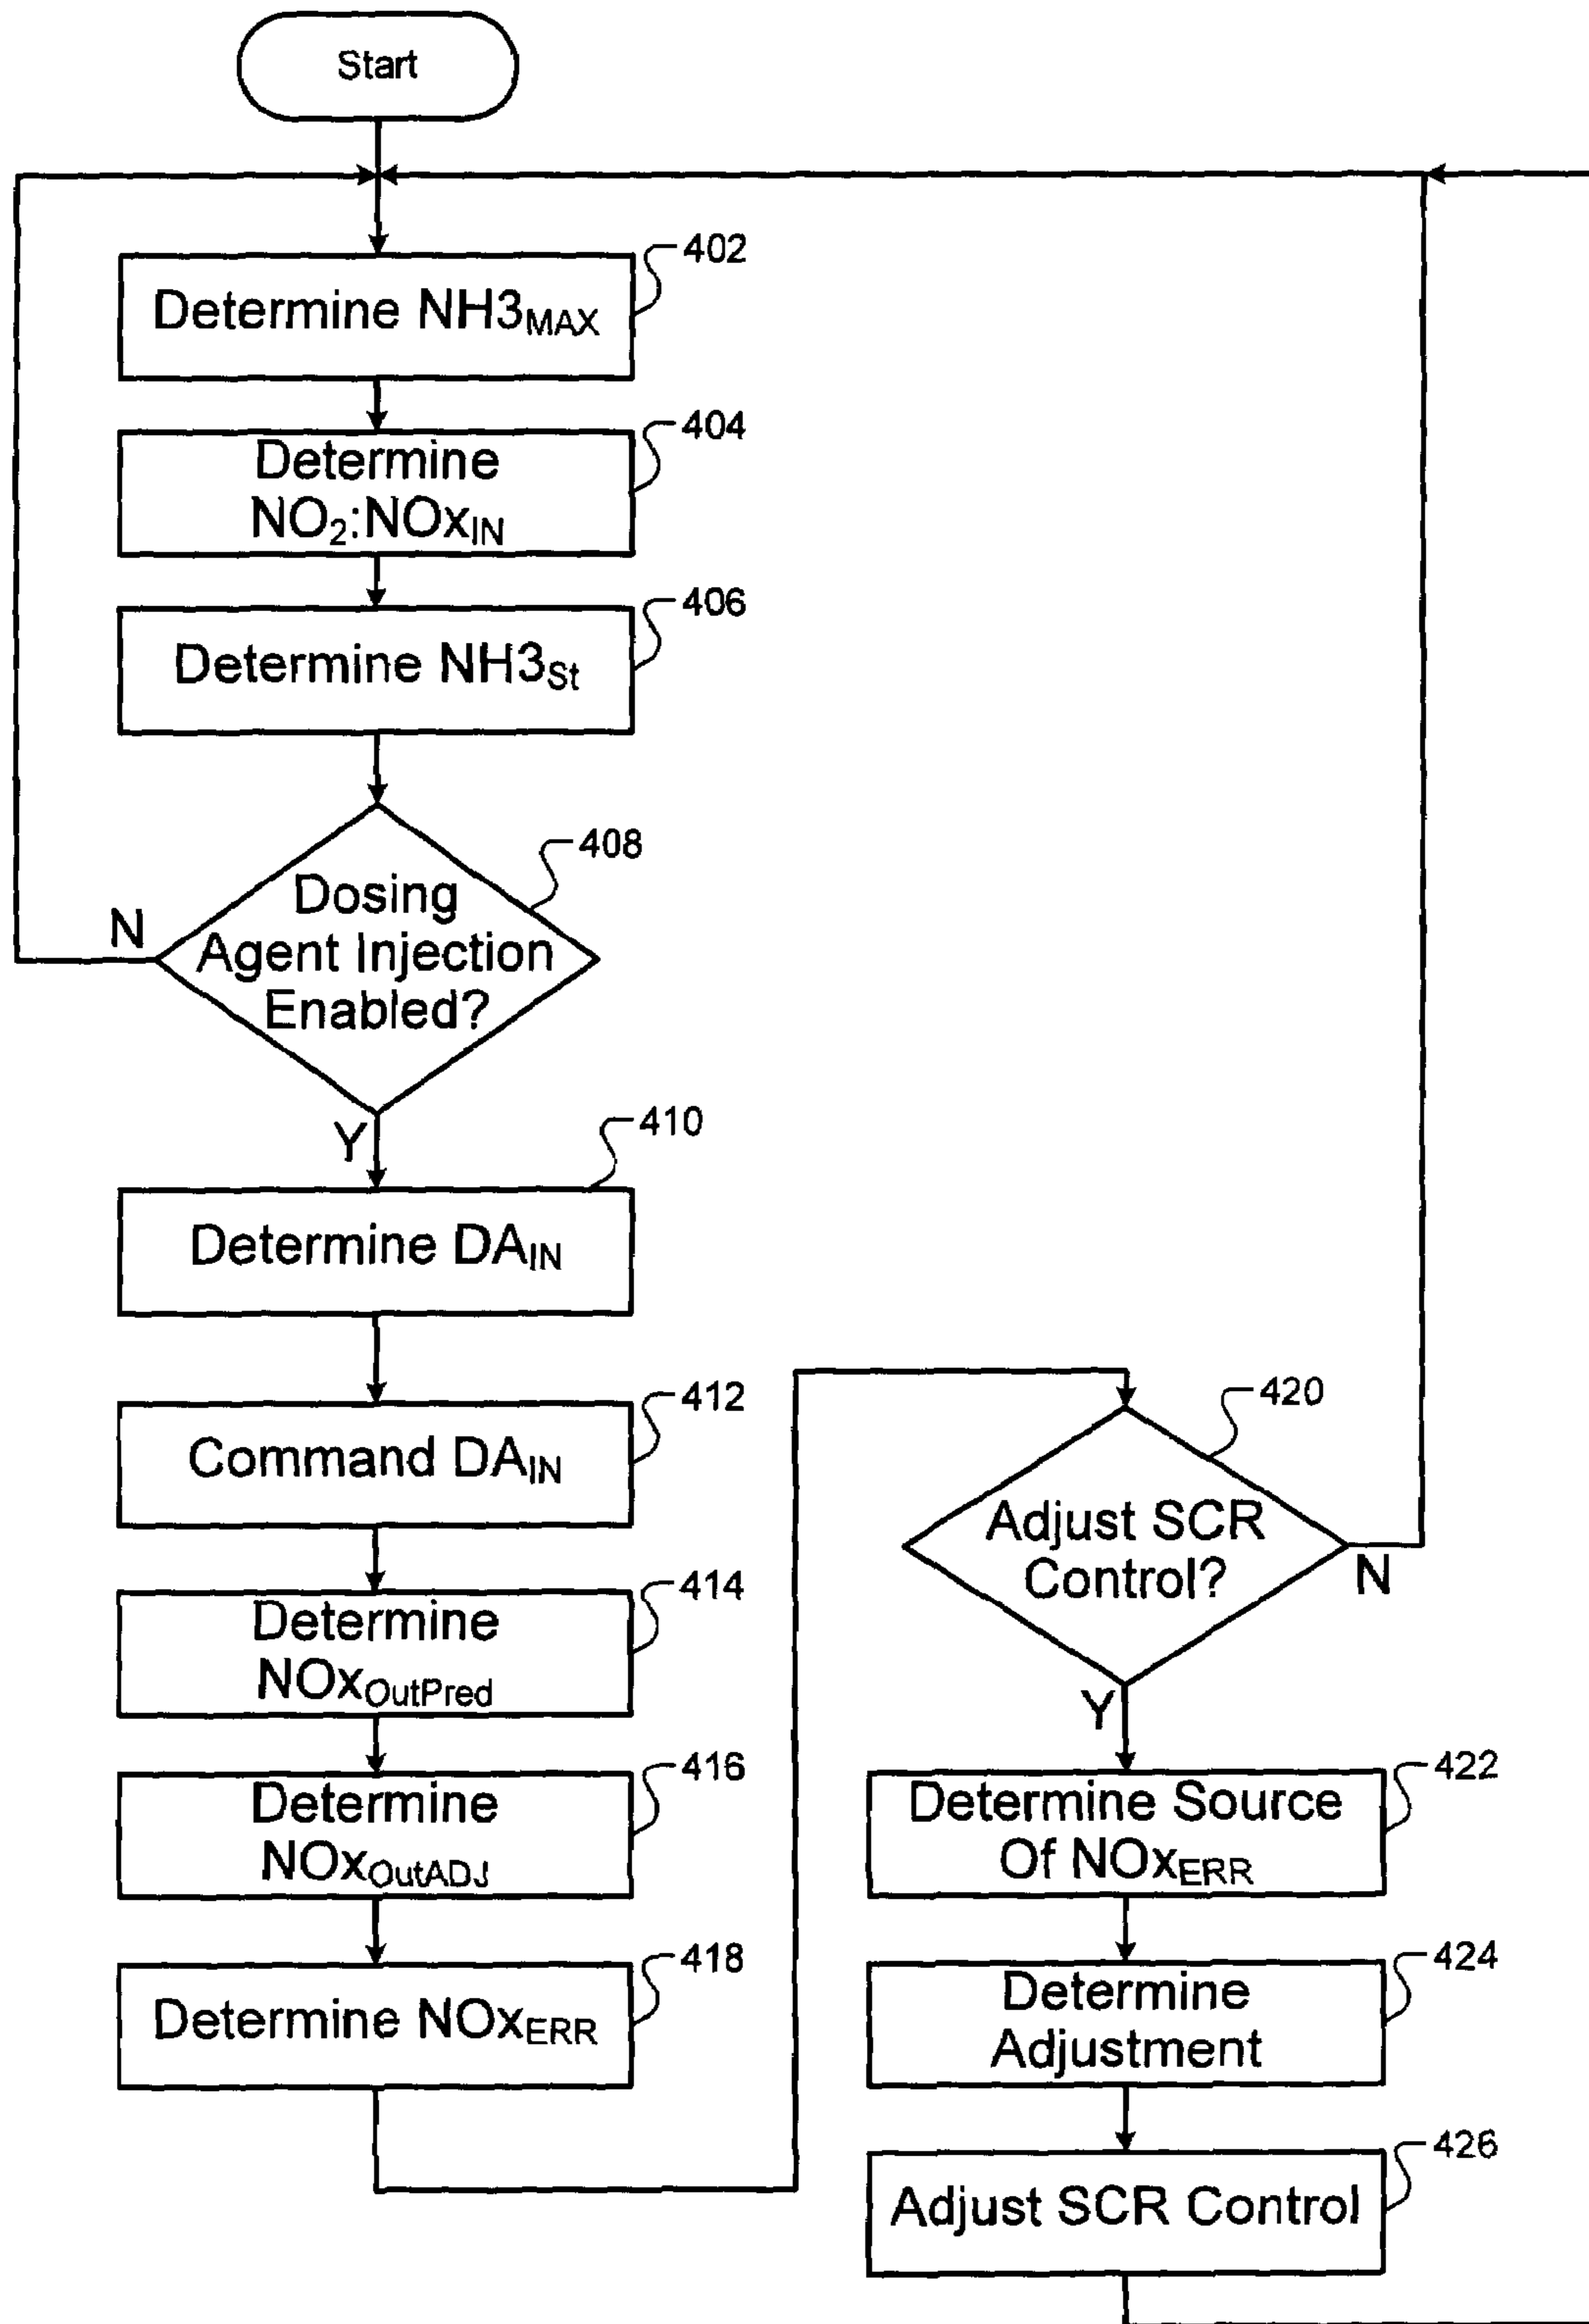 Start
402
Determine NH3MAX
404
Determine
NO2:NOxIN
406
Determine NH3St
408
Dosing
Agent Injection
Enabled?
N
Y
410
Determine DAIN
412
Command DAIN
414
Determine
NOxOutPred
416
Determine
NOxOutADJ
418
Determine NOxERR
420
Adjust SCR
Control?
N
Y
422
Determine Source
Of NOxERR
424
Determine
Adjustment
426
Adjust SCR Control